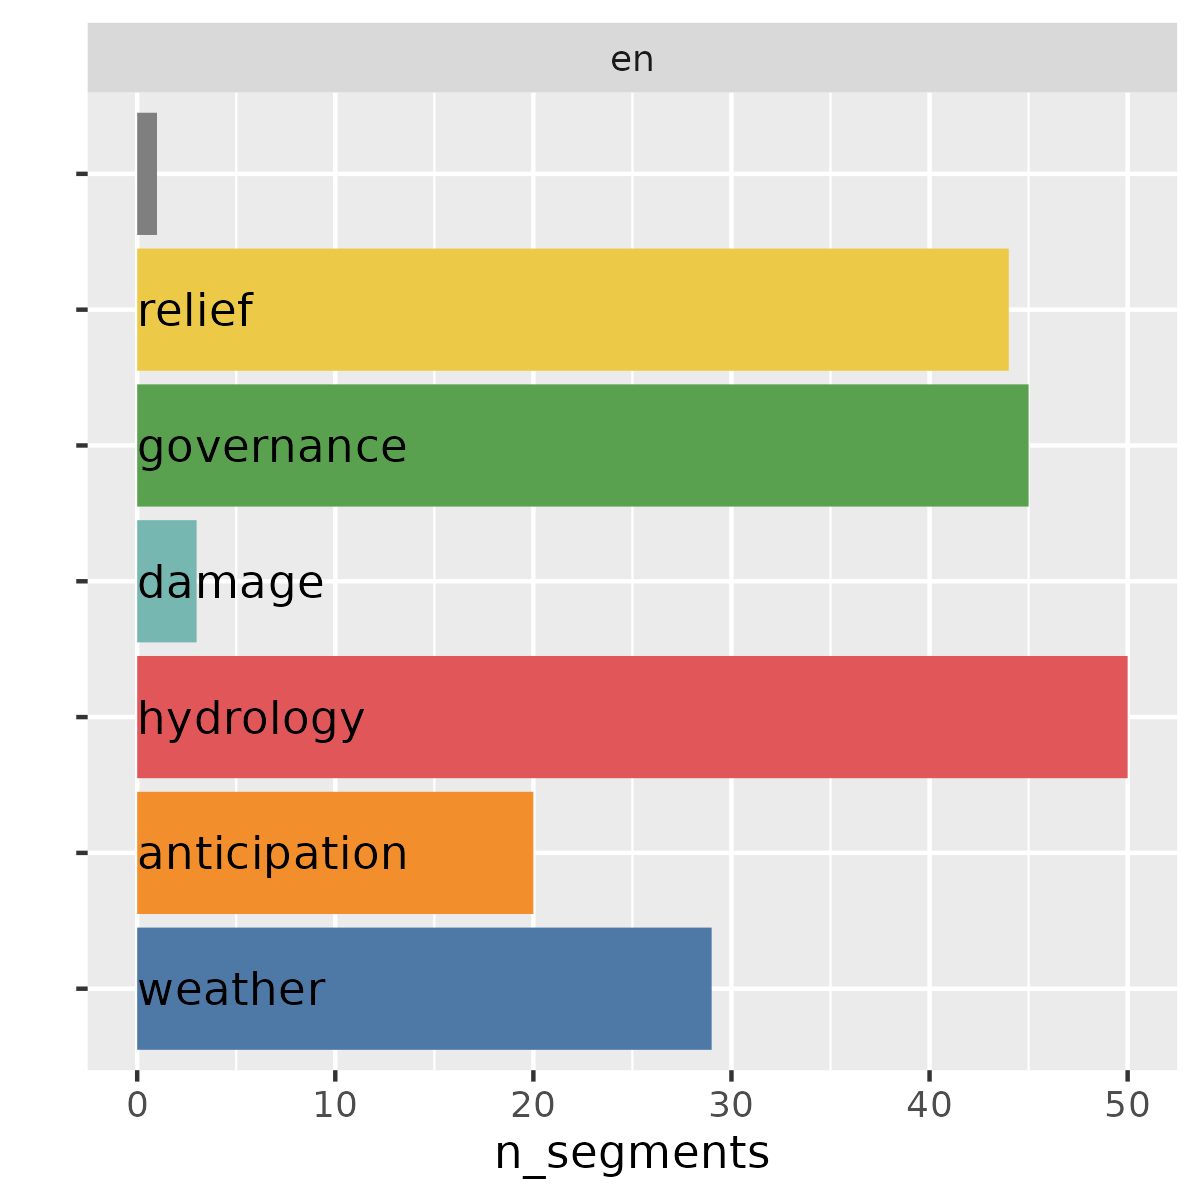 en
relief
governance
damage
hydrology
anticipation
weather
0 10 20 30 40 50
n_segments